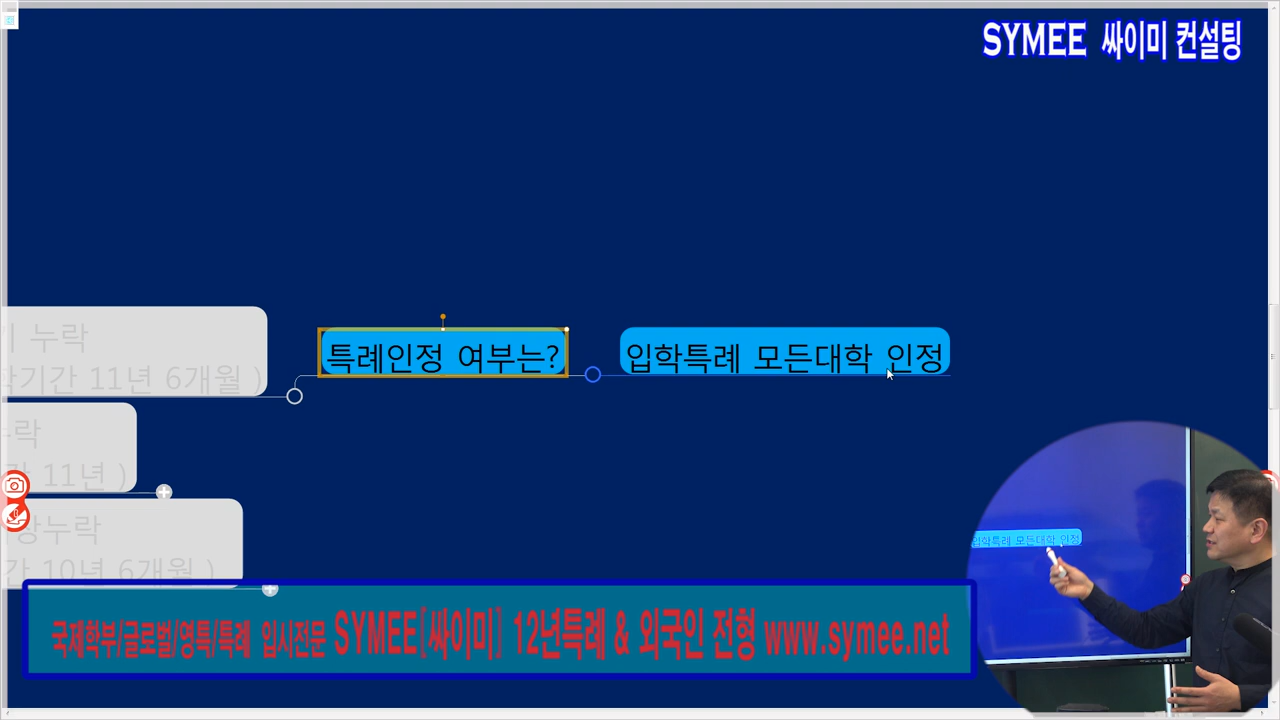 SYMEE 싸이미 컨설팅
누락
기간 11년 6개월 )
특례인정 여부는?
입학특례 모든대학 인정
누락
간 11년 )
누락
간 10년 6개월 )
입학특례 모든대학 인정
국제학부/글로벌/영특/특례 입시전문 SYMEE[싸이미] 12년특례 & 외국인 전형 www.symee.net